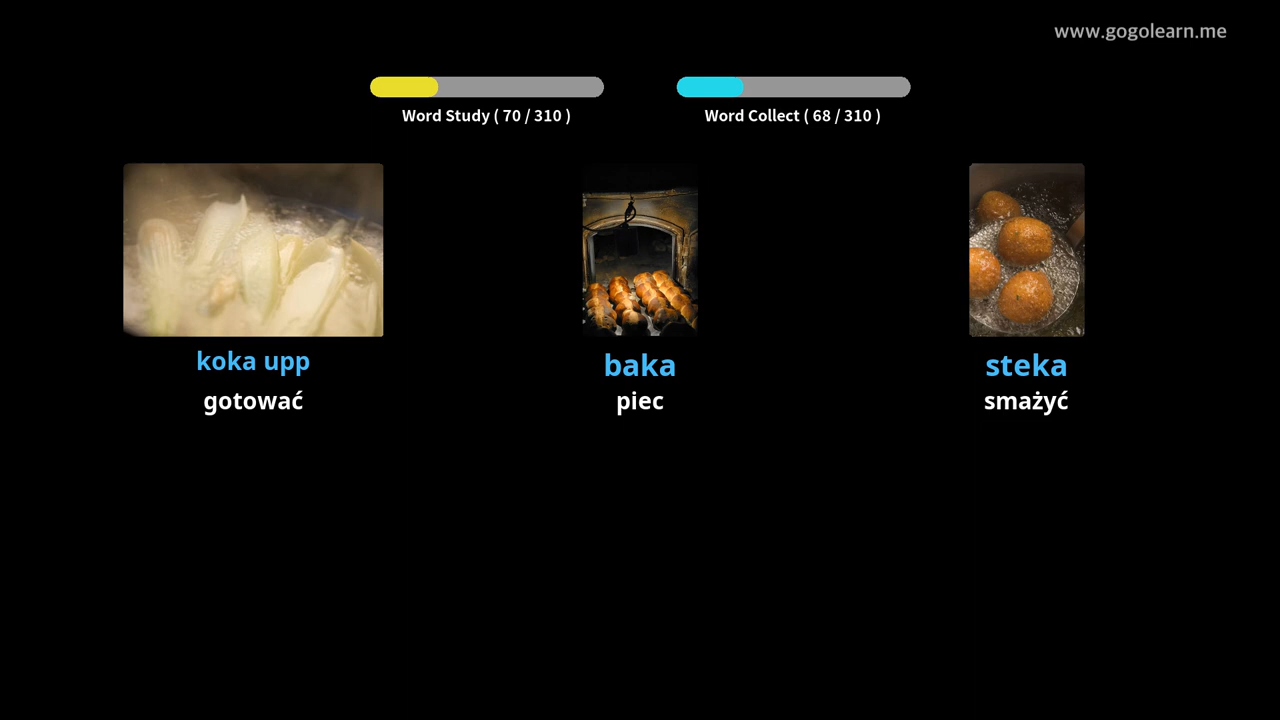 www.gogolearn.me
Word Study ( 70 / 310 )
Word Collect ( 68 / 310 )
koka upp
gotować
baka
piec
steka
smażyć